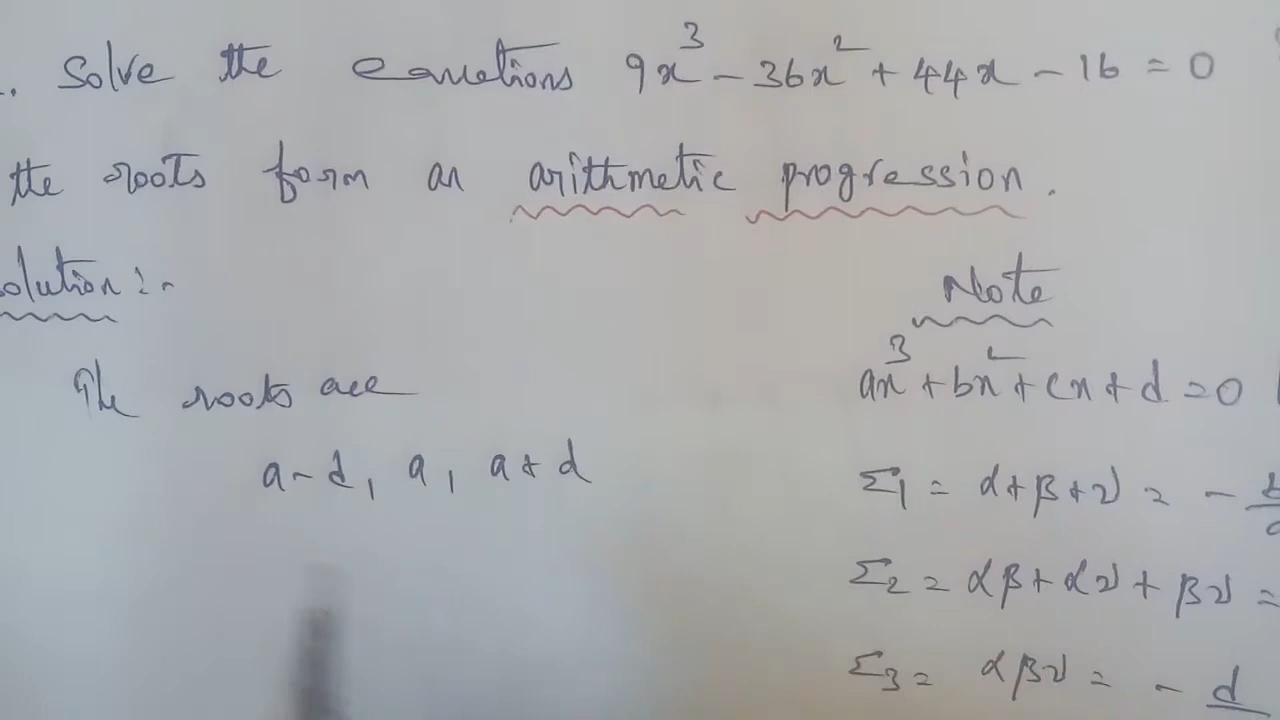 . Solve the equations 9x³ - 36x² + 44x - 16 = 0
the roots form an arithmetic progression.
olution :-
The roots are
a - d, a, a + d
Note
ax³ + bx² + cx + d = 0
Σ1 = α + β + γ = -
Σ2 = αβ + αγ + βγ =
Σ3 = αβγ = - d